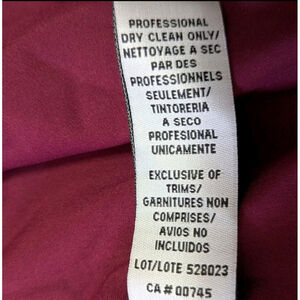 PROFESSIONAL
DRY CLEAN ONLY/
NETTOYAGE A SEC
PAR DES
PROFESSIONNELS
SEULEMENT/
TINTORERIA
A SECO
PROFESIONAL
UNICAMENTE
EXCLUSIVE OF
TRIMS/
GARNITURES NON
COMPRISES/
AVIOS NO
INCLUIDOS
LOT/LOTE 528023
CA# 00745